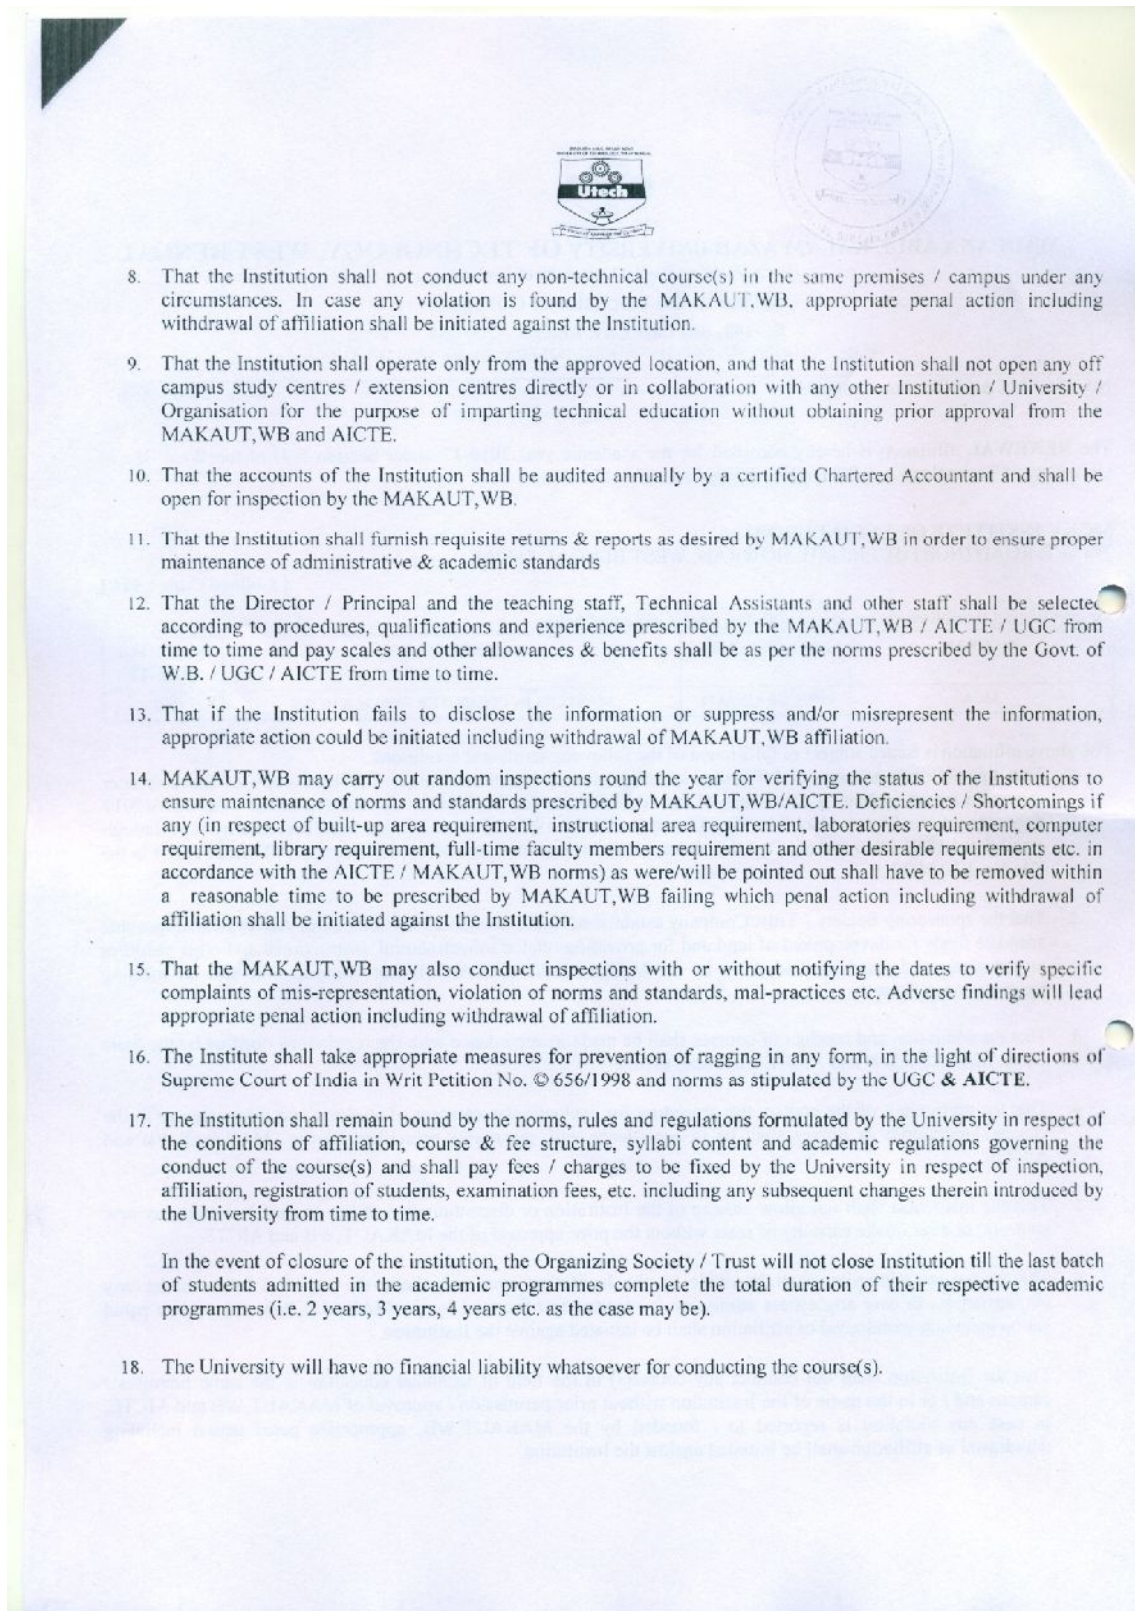 Utech
8. That the Institution shall not conduct any non-technical course(s) in the same premises / campus under any
circumstances. In case any violation is found by the MAKAUT,WB, appropriate penal action including
withdrawal of affiliation shall be initiated against the Institution.
9. That the Institution shall operate only from the approved location, and that the Institution shall not open any off
campus study centres / extension centres directly or in collaboration with any other Institution / University /
Organisation for the purpose of imparting technical education without obtaining prior approval from the
MAKAUT,WB and AICTE.
10. That the accounts of the Institution shall be audited annually by a certified Chartered Accountant and shall be
open for inspection by the MAKAUT,WB.
11. That the Institution shall furnish requisite returns & reports as desired by MAKAUT,WB in order to ensure proper
maintenance of administrative & academic standards
12. That the Director / Principal and the teaching staff, Technical Assistants and other staff shall be selected
according to procedures, qualifications and experience prescribed by the MAKAUT,WB / AICTE / UGC from
time to time and pay scales and other allowances & benefits shall be as per the norms prescribed by the Govt. of
W.B. / UGC / AICTE from time to time.
13. That if the Institution fails to disclose the information or suppress and/or misrepresent the information,
appropriate action could be initiated including withdrawal of MAKAUT,WB affiliation.
14. MAKAUT,WB may carry out random inspections round the year for verifying the status of the Institutions to
ensure maintenance of norms and standards prescribed by MAKAUT,WB/AICTE. Deficiencies / Shortcomings if
any (in respect of built-up area requirement, instructional area requirement, laboratories requirement, computer
requirement, library requirement, full-time faculty members requirement and other desirable requirements etc. in
accordance with the AICTE / MAKAUT,WB norms) as were/will be pointed out shall have to be removed within
a reasonable time to be prescribed by MAKAUT,WB failing which penal action including withdrawal of
affiliation shall be initiated against the Institution.
15. That the MAKAUT,WB may also conduct inspections with or without notifying the dates to verify specific
complaints of mis-representation, violation of norms and standards, mal-practices etc. Adverse findings will lead
appropriate penal action including withdrawal of affiliation.
16. The Institute shall take appropriate measures for prevention of ragging in any form, in the light of directions of
Supreme Court of India in Writ Petition No. © 656/1998 and norms as stipulated by the UGC & AICTE.
17. The Institution shall remain bound by the norms, rules and regulations formulated by the University in respect of
the conditions of affiliation, course & fee structure, syllabi content and academic regulations governing the
conduct of the course(s) and shall pay fees / charges to be fixed by the University in respect of inspection,
affiliation, registration of students, examination fees, etc. including any subsequent changes therein introduced by
the University from time to time.
In the event of closure of the institution, the Organizing Society / Trust will not close Institution till the last batch
of students admitted in the academic programmes complete the total duration of their respective academic
programmes (i.e. 2 years, 3 years, 4 years etc. as the case may be).
18. The University will have no financial liability whatsoever for conducting the course(s).